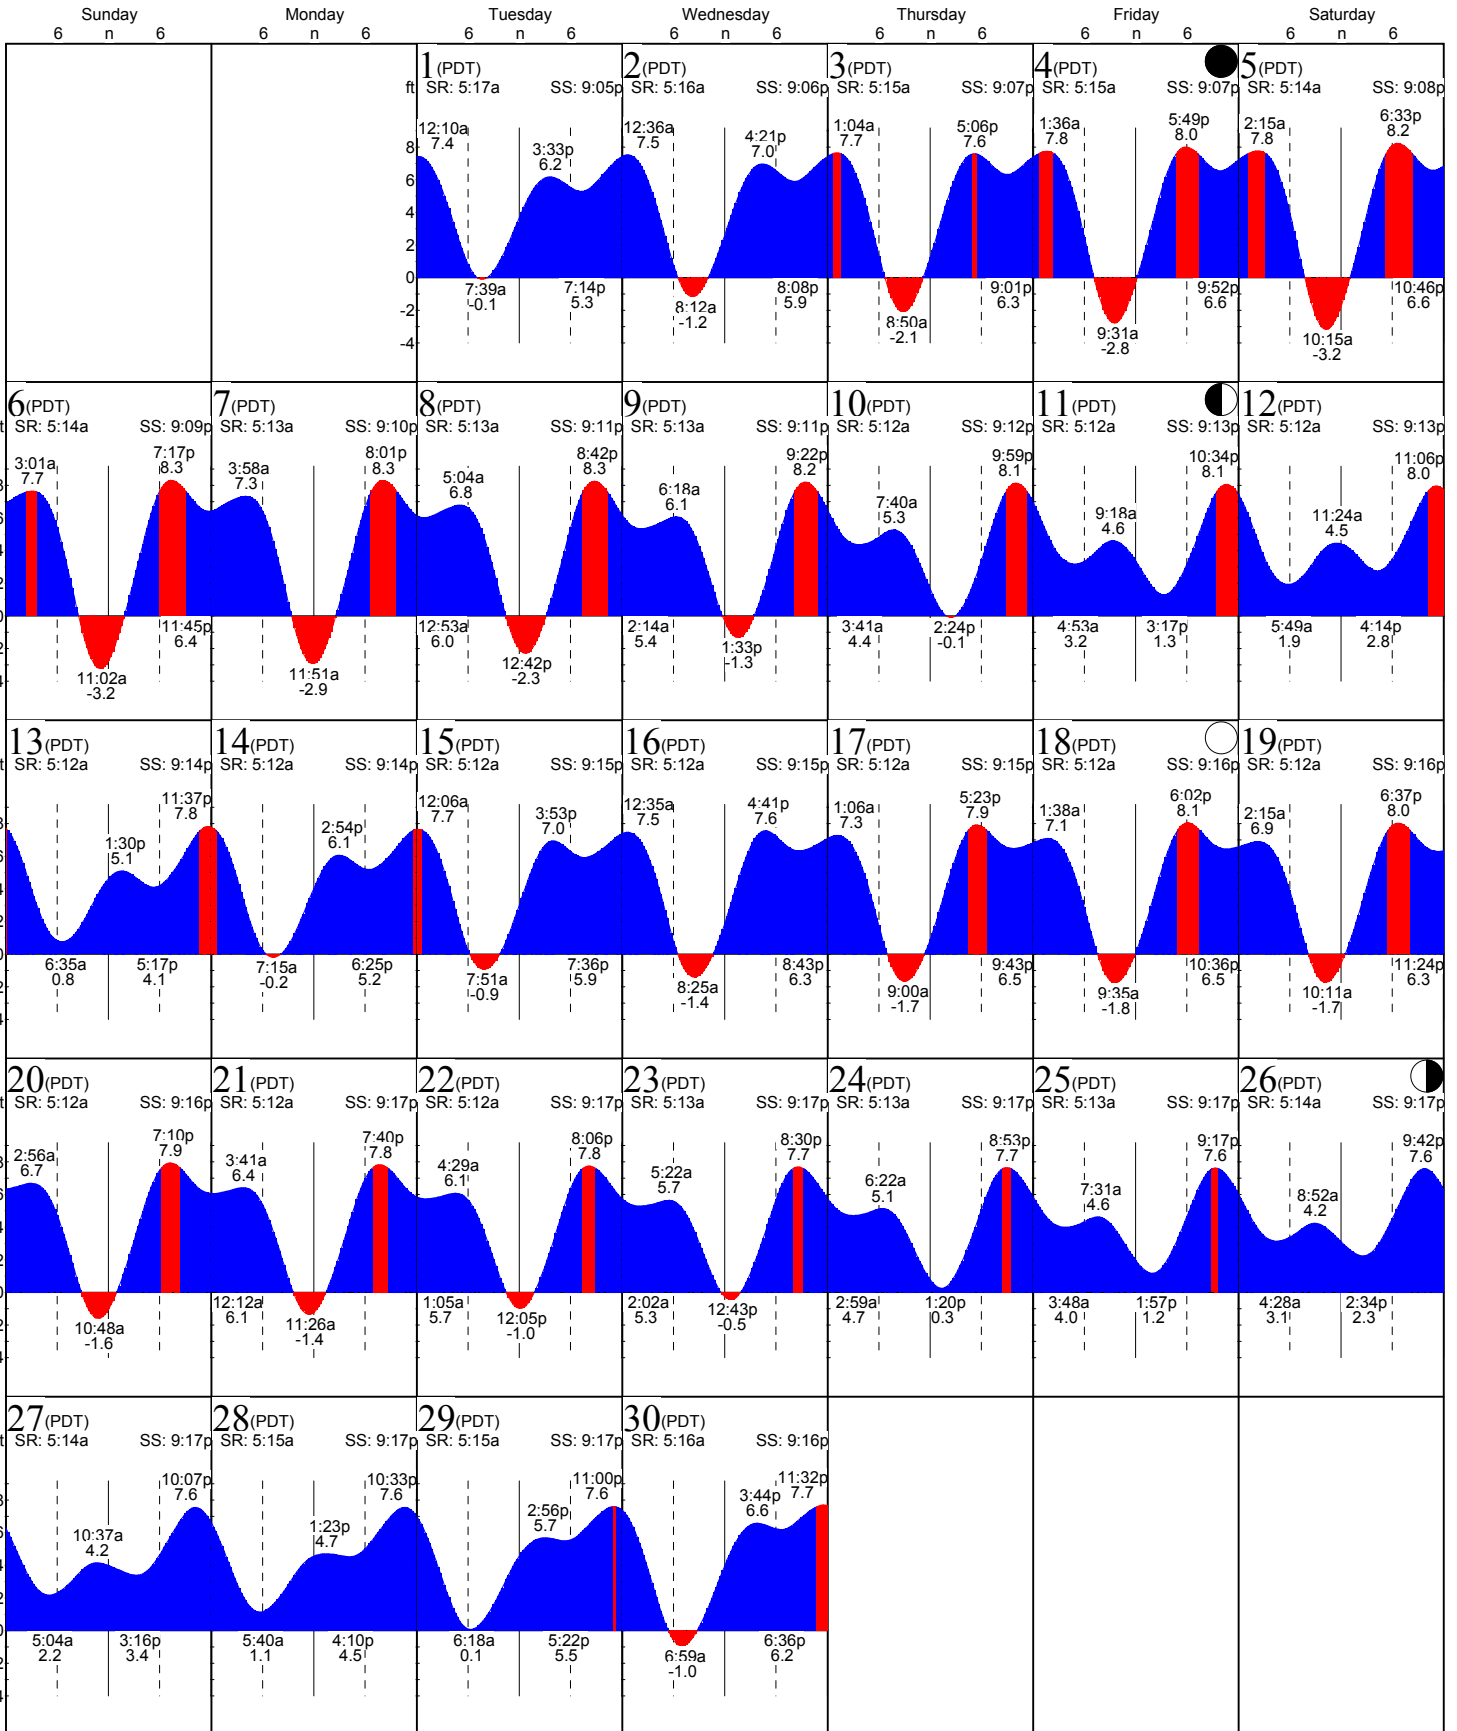 Sunday Monday Tuesday Wednesday Thursday Friday Saturday
6 n 6 6 n 6 6 n 6 6 n 6 6 n 6 6 n 6 6 n 6
1(PDT) 2(PDT) 3(PDT) 4(PDT) 5(PDT)
ft SR: 5:17a SS: 9:05p SR: 5:16a SS: 9:06p SR: 5:15a SS: 9:07p SR: 5:15a SS: 9:07p SR: 5:14a SS: 9:08p
12:10a 3:33p 12:36a 4:21p 1:04a 5:06p 1:36a 5:49p 2:15a 6:33p
7.4 6.2 7.5 7.0 7.7 7.6 7.8 8.0 7.8 8.2
8
6
4
2
0
-2
-4
7:39a 7:14p 8:12a 8:08p 8:50a 9:01p 9:31a 9:52p 10:15a 10:46p
-0.1 5.3 -1.2 5.9 -2.1 6.3 -2.8 6.6 -3.2 6.6
6(PDT) 7(PDT) 8(PDT) 9(PDT) 10(PDT) 11(PDT) 12(PDT)
SR: 5:14a SS: 9:09p SR: 5:13a SS: 9:10p SR: 5:13a SS: 9:11p SR: 5:13a SS: 9:11p SR: 5:12a SS: 9:12p SR: 5:12a SS: 9:13p SR: 5:12a SS: 9:13p
3:01a 7:17p 3:58a 8:01p 5:04a 8:42p 6:18a 9:22p 7:40a 9:59p 9:18a 10:34p 11:24a 11:06p
7.7 8.3 7.3 8.3 6.8 8.3 6.1 8.2 5.3 8.1 4.6 8.1 4.5 8.0
11:02a 11:45p 11:51a 12:53a 12:42p 2:14a 1:33p 3:41a 2:24p 4:53a 3:17p 5:49a 4:14p
-3.2 6.4 -2.9 6.0 -2.3 5.4 -1.3 4.4 -0.1 3.2 1.3 1.9 2.8
13(PDT) 14(PDT) 15(PDT) 16(PDT) 17(PDT) 18(PDT) 19(PDT)
SR: 5:12a SS: 9:14p SR: 5:12a SS: 9:14p SR: 5:12a SS: 9:15p SR: 5:12a SS: 9:15p SR: 5:12a SS: 9:15p SR: 5:12a SS: 9:16p SR: 5:12a SS: 9:16p
1:30p 11:37p 2:54p 12:06a 3:53p 12:35a 4:41p 1:06a 5:23p 1:38a 6:02p 2:15a 6:37p
5.1 7.8 6.1 7.7 7.0 7.5 7.6 7.3 7.9 7.1 8.1 6.9 8.0
6:35a 5:17p 7:15a 6:25p 7:51a 7:36p 8:25a 8:43p 9:00a 9:43p 9:35a 10:36p 10:11a 11:24p
0.8 4.1 -0.2 5.2 -0.9 5.9 -1.4 6.3 -1.7 6.5 -1.8 6.5 -1.7 6.3
20(PDT) 21(PDT) 22(PDT) 23(PDT) 24(PDT) 25(PDT) 26(PDT)
SR: 5:12a SS: 9:16p SR: 5:12a SS: 9:17p SR: 5:12a SS: 9:17p SR: 5:13a SS: 9:17p SR: 5:13a SS: 9:17p SR: 5:13a SS: 9:17p SR: 5:14a SS: 9:17p
2:56a 7:10p 3:41a 7:40p 4:29a 8:06p 5:22a 8:30p 6:22a 8:53p 7:31a 9:17p 8:52a 9:42p
6.7 7.9 6.4 7.8 6.1 7.8 5.7 7.7 5.1 7.7 4.6 7.6 4.2 7.6
10:48a 12:12a 11:26a 1:05a 12:05p 2:02a 12:43p 2:59a 1:20p 3:48a 1:57p 4:28a 2:34p
-1.6 6.1 -1.4 5.7 -1.0 5.3 -0.5 4.7 0.3 4.0 1.2 3.1 2.3
27(PDT) 28(PDT) 29(PDT) 30(PDT)
SR: 5:14a SS: 9:17p SR: 5:15a SS: 9:17p SR: 5:15a SS: 9:17p SR: 5:16a SS: 9:16p
10:37a 10:07p 1:23p 10:33p 2:56p 11:00p 3:44p 11:32p
4.2 7.6 4.7 7.6 5.7 7.6 6.6 7.7
5:04a 3:16p 5:40a 4:10p 6:18a 5:22p 6:59a 6:36p
2.2 3.4 1.1 4.5 0.1 5.5 -1.0 6.2